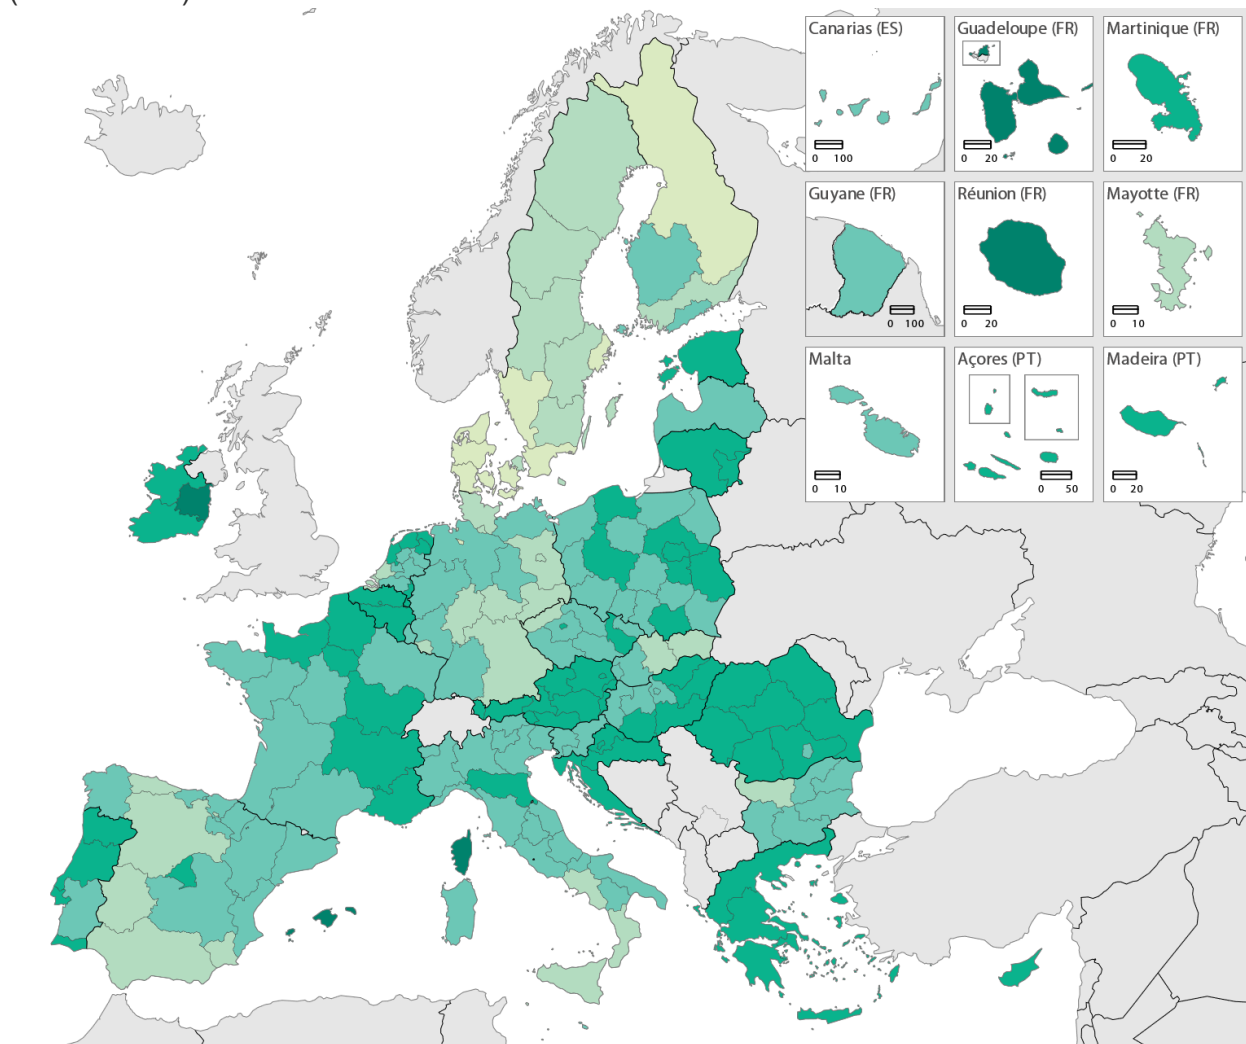 Canarias (ES)
0 100
Guadeloupe (FR)
0 20
Martinique (FR)
0 20
Guyane (FR)
0 100
Réunion (FR)
0 20
Mayotte (FR)
0 10
Malta
0 10
Açores (PT)
0 50
Madeira (PT)
0 20